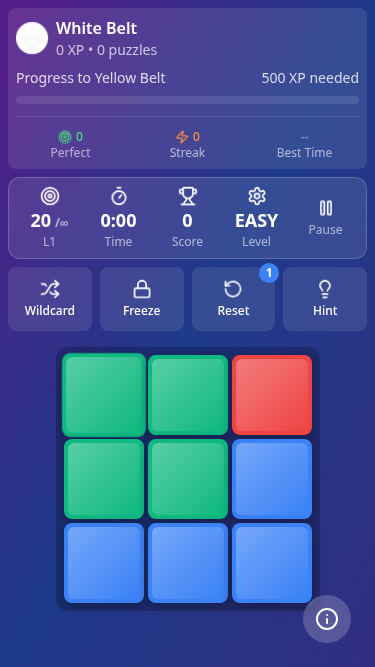 White Belt
0 XP • 0 puzzles
Progress to Yellow Belt 500 XP needed
0 0 --
Perfect Streak Best Time
20 /∞ 0:00 0 EASY
L1 Time Score Level Pause
1
Wildcard Freeze Reset Hint